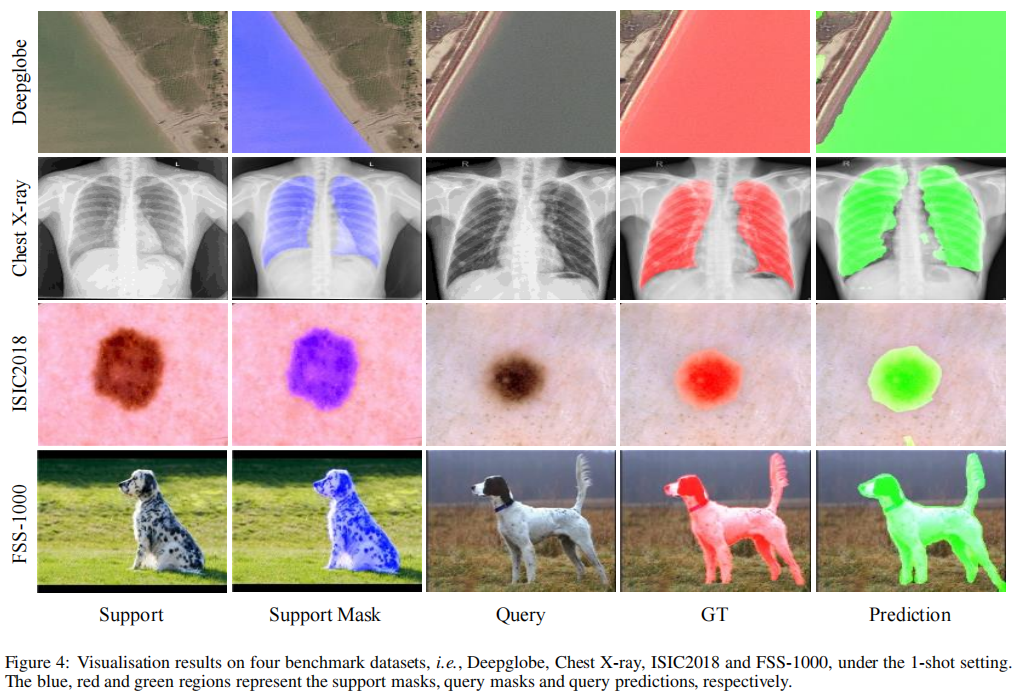 Deepglobe
L
R
R
R
Chest X-ray
ISIC2018
FSS-1000
Support Support Mask Query GT Prediction
Figure 4: Visualisation results on four benchmark datasets, i.e., Deepglobe, Chest X-ray, ISIC2018 and FSS-1000, under the 1-shot setting.
The blue, red and green regions represent the support masks, query masks and query predictions, respectively.